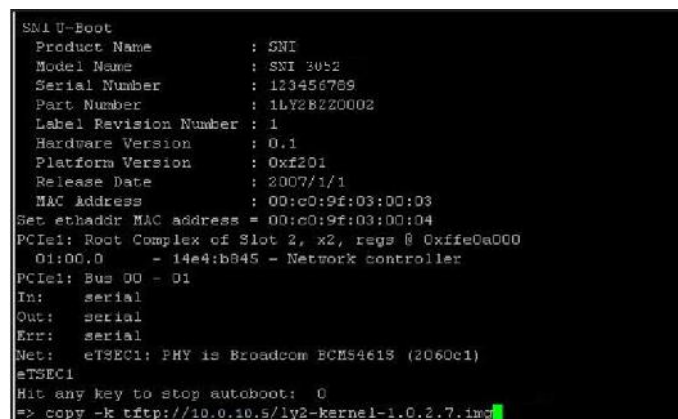 SNI U-Boot
Product Name : SNI
Model Name : SNI 3052
Serial Number : 123456789
Part Number : 1LY2BZZ0002
Label Revision Number : 1
Hardware Version : 0.1
Platform Version : 0xf201
Release Date : 2007/1/1
MAC Address : 00:c0:9f:03:00:03
Set ethaddr MAC address = 00:c0:9f:03:00:04
PCIe1: Root Complex of Slot 2, x2, regs @ 0xffe0a000
01:00.0 - 14e4:b845 - Network controller
PCIe1: Bus 00 - 01
In: serial
Out: serial
Err: serial
Net: eTSEC1: PHY is Broadcom BCM5461S (2060c1)
eTSEC1
Hit any key to stop autoboot: 0
=> copy -k tftp://10.0.10.5/ly2-kernel-1.0.2.7.img